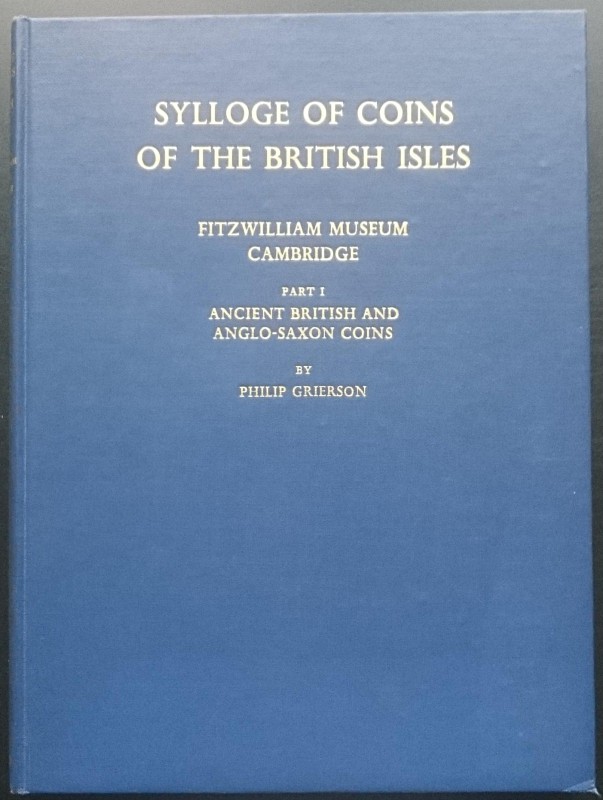 SYLLOGE OF COINS
OF THE BRITISH ISLES
FITZWILLIAM MUSEUM
CAMBRIDGE
PART I
ANCIENT BRITISH AND
ANGLO-SAXON COINS
BY
PHILIP GRIERSON